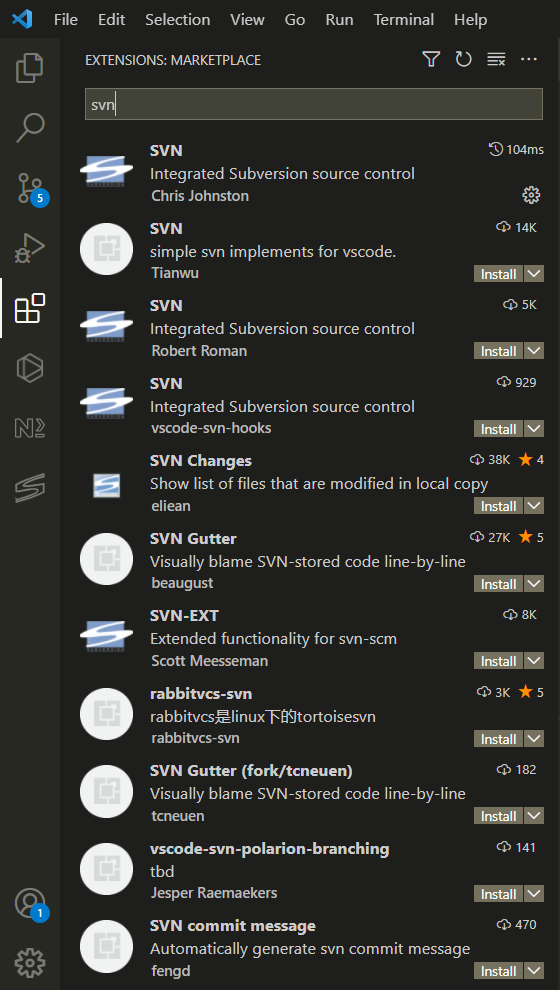 File Edit Selection View Go Run Terminal Help
EXTENSIONS: MARKETPLACE
svn
SVN 104ms
Integrated Subversion source control
Chris Johnston
SVN 14K
simple svn implements for vscode.
Tianwu Install
SVN 5K
Integrated Subversion source control
Robert Roman Install
SVN 929
Integrated Subversion source control
vscode-svn-hooks Install
SVN Changes 38K ★ 4
Show list of files that are modified in local copy
eliean Install
SVN Gutter 27K ★ 5
Visually blame SVN-stored code line-by-line
beaugust Install
SVN-EXT 8K
Extended functionality for svn-scm
Scott Meesseman Install
rabbitvcs-svn 3K ★ 5
rabbitvcs是linux下的tortoisesvn
rabbitvcs-svn Install
SVN Gutter (fork/tcneuen) 182
Visually blame SVN-stored code line-by-line
tcneuen Install
vscode-svn-polarion-branching 141
tbd
Jesper Raemaekers Install
SVN commit message 470
Automatically generate svn commit message
fengd Install
5
1